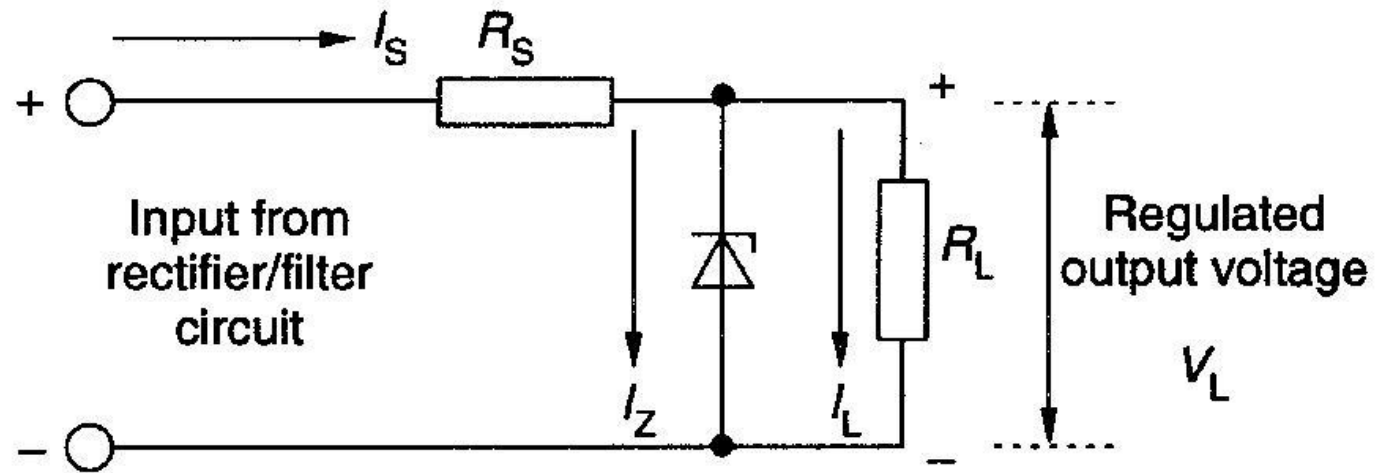 I_S
R_S
+
+
Input from
rectifier/filter
circuit
R_L
Regulated
output voltage
V_L
I_Z
I_L
−
−